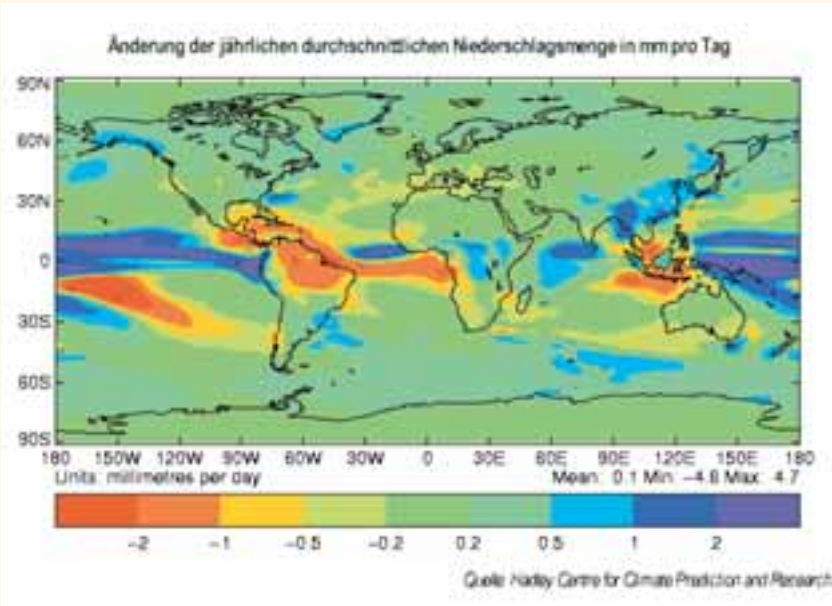 Änderung der jährlichen durchschnittlichen Niederschlagsmenge in mm pro Tag
90N
60N
30N
0
30S
60S
90S
180 150W 120W 90W 60W 30W 0 30E 60E 90E 120E 150E 180
Units: millimetres per day Mean: 0.1 Min: -4.6 Max: 4.7
-2 -1 -0.5 -0.2 0.2 0.5 1 2
Quelle: Hadley Centre for Climate Prediction and Research